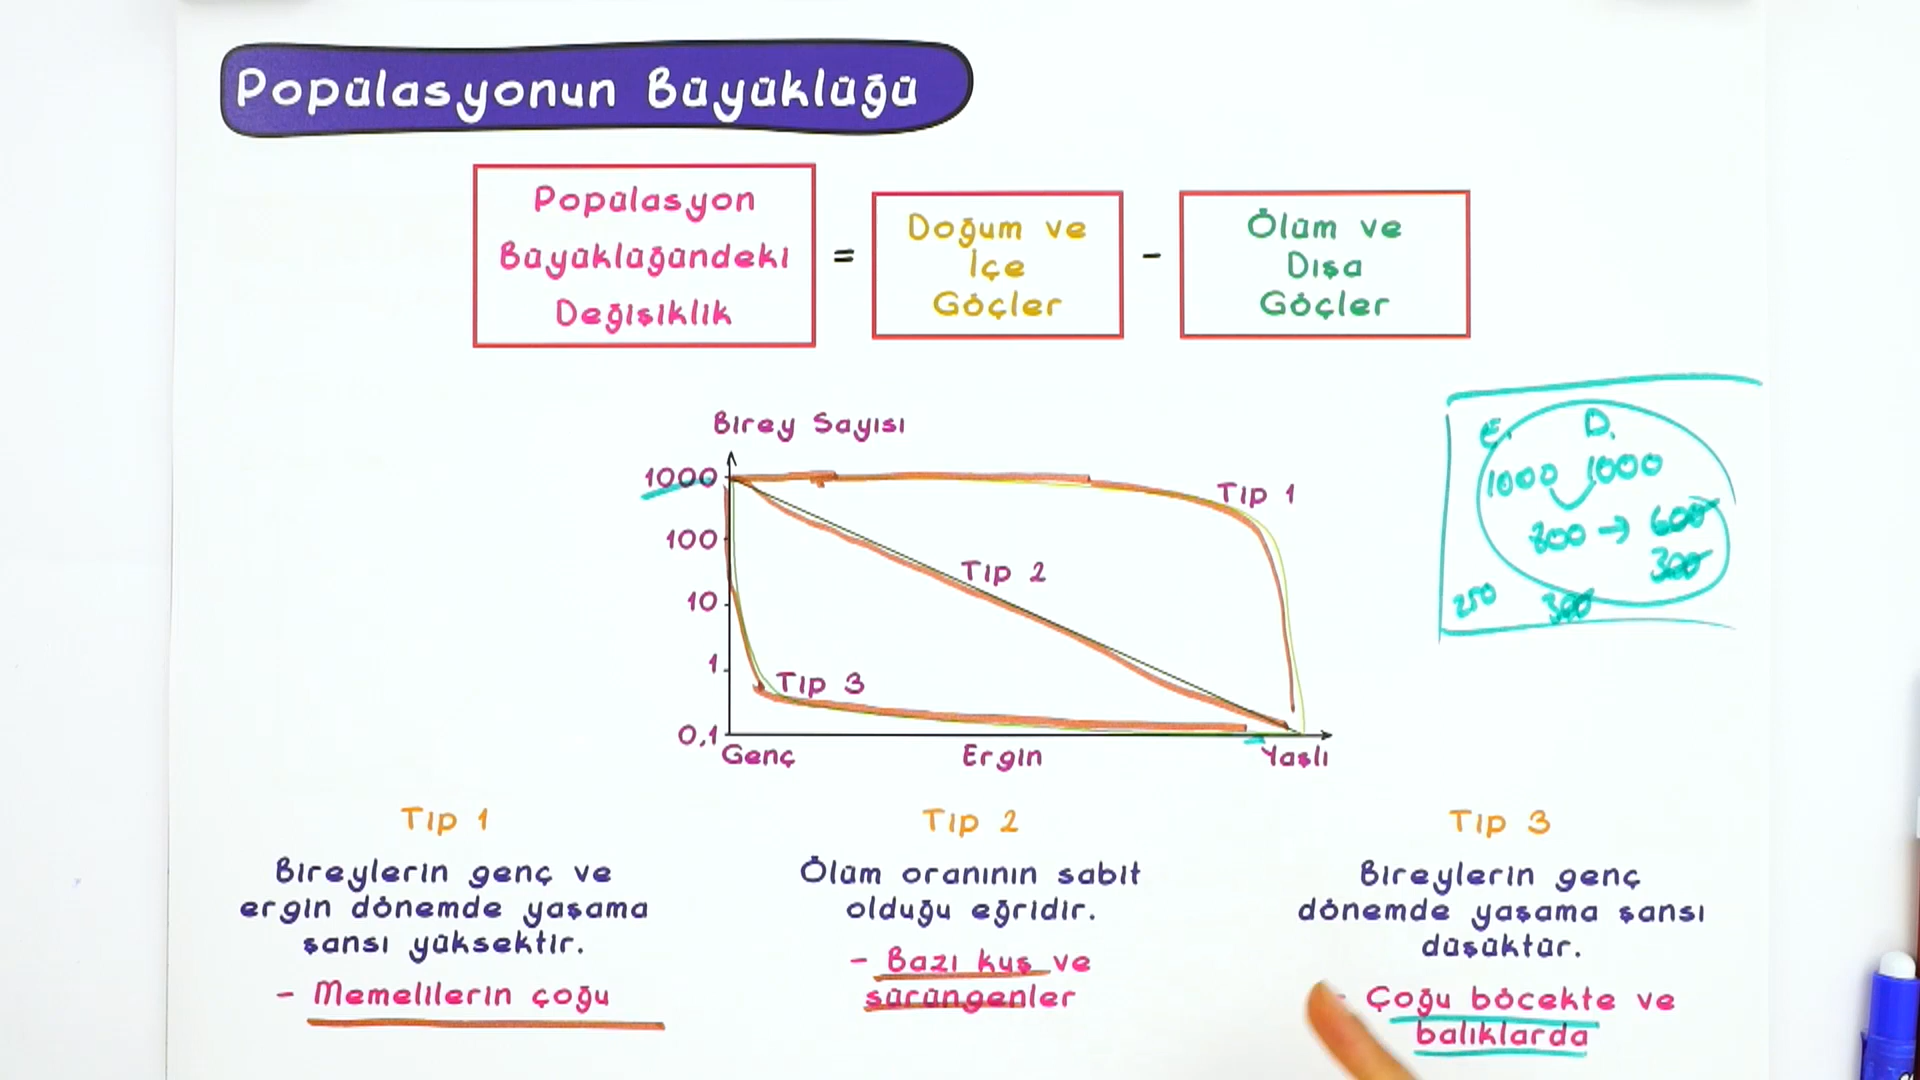 Popülasyonun Büyüklüğü
Popülasyon
Büyüklüğündeki
Değişiklik
=
Doğum ve
İçe
Göçler
-
Ölüm ve
Dışa
Göçler
Birey Sayısı
1000
100
10
1
0,1
Tip 1
Tip 2
Tip 3
Genç Ergin Yaşlı
E. D.
1000 1000
800 → 600
300
250 300
Tip 1
Bireylerin genç ve
ergin dönemde yaşama
şansı yüksektir.
- Memelilerin çoğu
Tip 2
Ölüm oranının sabit
olduğu eğridir.
- Bazı kuş ve
sürüngenler
Tip 3
Bireylerin genç
dönemde yaşama şansı
düşüktür.
- Çoğu böcekte ve
balıklarda